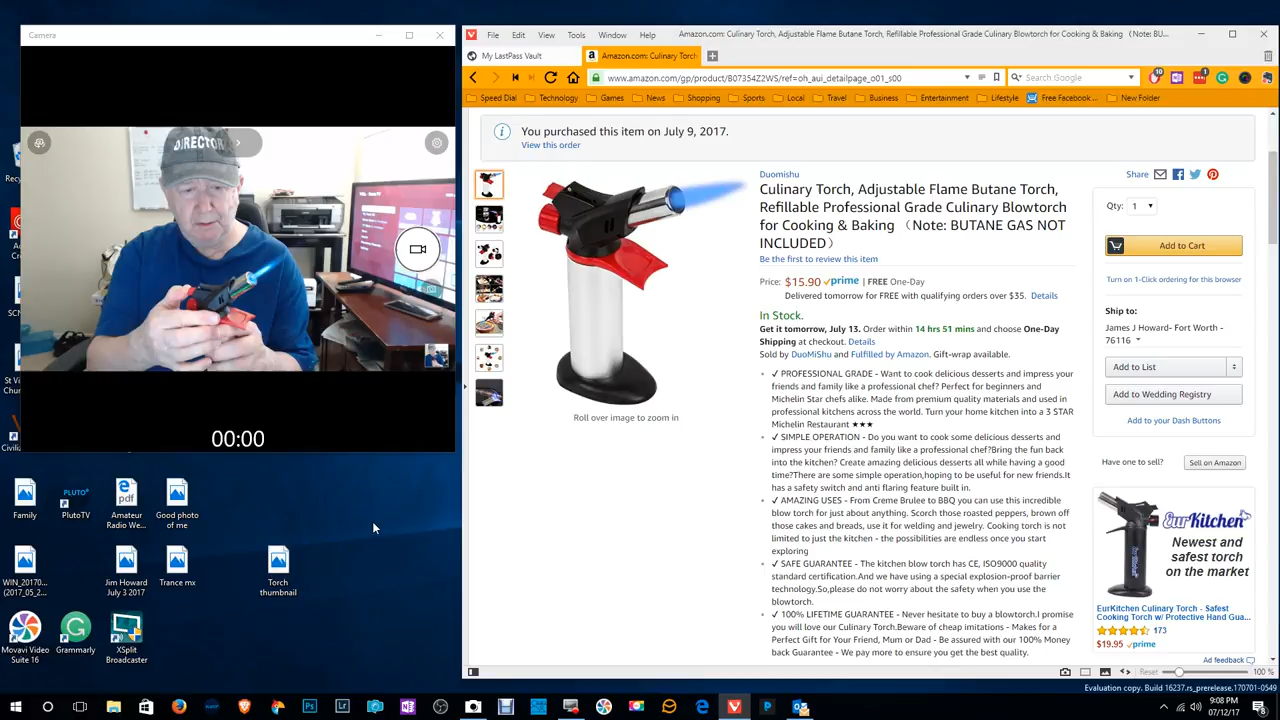 Camera
DIRECTOR
00:00
Family
PLUTO TV
PlutoTV
Amateur
Radio We...
Good photo
of me
WIN_20170...
(2017_05_2...
Jim Howard
July 3 2017
Trance mx
Torch
thumbnail
Movavi Video
Suite 16
Grammarly
XSplit
Broadcaster
File Edit View Tools Window Help
Amazon.com: Culinary Torch, Adjustable Flame Butane Torch, Refillable Professional Grade Culinary Blowtorch for Cooking & Baking （Note: BU...
My LastPass Vault
Amazon.com: Culinary Torch
www.amazon.com/gp/product/B07354Z2WS/ref=oh_aui_detailpage_o01_s00
Search Google
Speed Dial Technology Games News Shopping Sports Local Travel Business Entertainment Lifestyle Free Facebook... New Folder
You purchased this item on July 9, 2017.
View this order
Roll over image to zoom in
Duomishu
Culinary Torch, Adjustable Flame Butane Torch,
Refillable Professional Grade Culinary Blowtorch
for Cooking & Baking （Note: BUTANE GAS NOT
INCLUDED）
Be the first to review this item
Price: $15.90 ✓prime | FREE One-Day
Delivered tomorrow for FREE with qualifying orders over $35. Details
In Stock.
Get it tomorrow, July 13. Order within 14 hrs 51 mins and choose One-Day
Shipping at checkout. Details
Sold by DuoMiShu and Fulfilled by Amazon. Gift-wrap available.
✓ PROFESSIONAL GRADE - Want to cook delicious desserts and impress your
friends and family like a professional chef? Perfect for beginners and
Michelin Star chefs alike. Made from premium quality materials and used in
professional kitchens across the world. Turn your home kitchen into a 3 STAR
Michelin Restaurant ★★★
✓ SIMPLE OPERATION - Do you want to cook some delicious desserts and
impress your friends and family like a professional chef?Bring the fun back
into the kitchen? Create amazing delicious desserts all while having a good
time?There are some simple operation,hoping to be useful for new friends.It
has a safety switch and anti flaring feature built in.
✓ AMAZING USES - From Creme Brulee to BBQ you can use this incredible
blow torch for just about anything. Scorch those roasted peppers, brown off
those cakes and breads, use it for welding and jewelry. Cooking torch is not
limited to just the kitchen - the possibilities are endless once you start
exploring
✓ SAFE GUARANTEE - The kitchen blow torch has CE, ISO9000 quality
standard certification.And we have using a special explosion-proof barrier
technology.So,please do not worry about the safety when you use the
blowtorch.
✓ 100% LIFETIME GUARANTEE - Never hesitate to buy a blowtorch.I promise
you will love our Culinary Torch.Beware of cheap imitations - Makes for a
Perfect Gift for Your Friend, Mum or Dad - Be assured with our 100% Money
back Guarantee - We pay more to ensure you get the best quality.
Share
Qty: 1
Add to Cart
Turn on 1-Click ordering for this browser
Ship to:
James J Howard- Fort Worth -
76116
Add to List
Add to Wedding Registry
Add to your Dash Buttons
Have one to sell? Sell on Amazon
EurKitchen
Newest and
safest torch
on the market
EurKitchen Culinary Torch - Safest
Cooking Torch w/ Protective Hand Gua...
173
$19.95 ✓prime
Ad feedback
Reset 100 %
Evaluation copy. Build 16237.rs_prerelease.170701-0549
9:08 PM
07/12/17